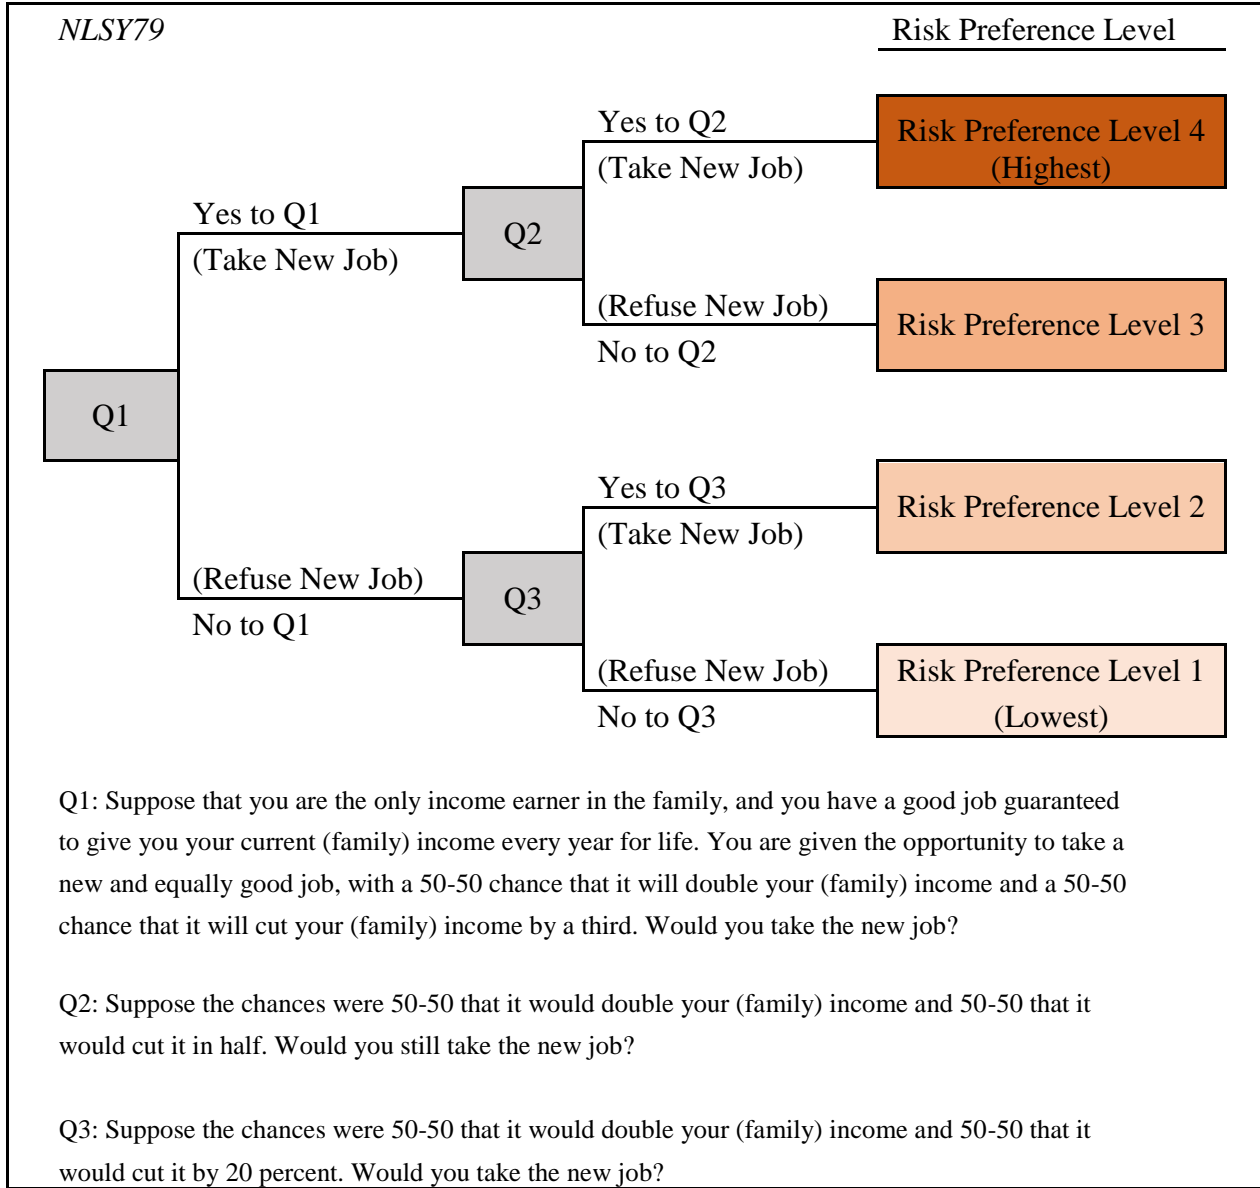 NLSY79
Risk Preference Level
Yes to Q2
(Take New Job)
Risk Preference Level 4
(Highest)
Yes to Q1
(Take New Job)
Q2
(Refuse New Job)
No to Q2
Risk Preference Level 3
Q1
Yes to Q3
(Take New Job)
Risk Preference Level 2
(Refuse New Job)
No to Q1
Q3
(Refuse New Job)
No to Q3
Risk Preference Level 1
(Lowest)
Q1: Suppose that you are the only income earner in the family, and you have a good job guaranteed
to give you your current (family) income every year for life. You are given the opportunity to take a
new and equally good job, with a 50-50 chance that it will double your (family) income and a 50-50
chance that it will cut your (family) income by a third. Would you take the new job?
Q2: Suppose the chances were 50-50 that it would double your (family) income and 50-50 that it
would cut it in half. Would you still take the new job?
Q3: Suppose the chances were 50-50 that it would double your (family) income and 50-50 that it
would cut it by 20 percent. Would you take the new job?